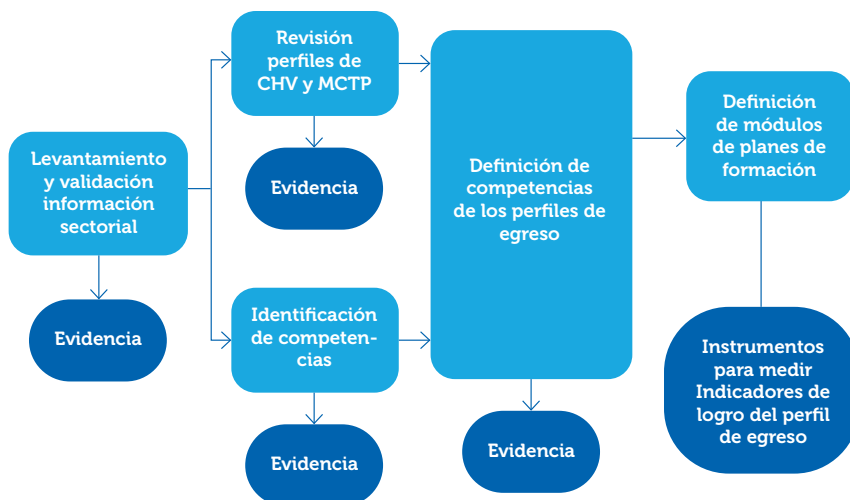 Levantamiento
y validación
información
sectorial
Evidencia
Revisión
perfiles de
CHV y MCTP
Evidencia
Identificación
de competen-
cias
Evidencia
Definición de
competencias
de los perfiles de
egreso
Evidencia
Definición
de módulos
de planes de
formación
Instrumentos
para medir
Indicadores de
logro del perfil
de egreso